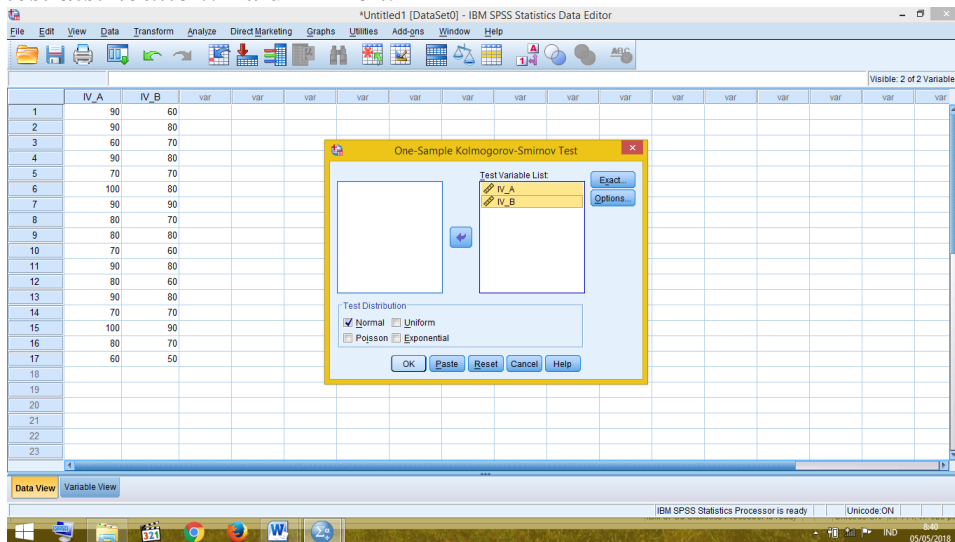 *Untitled1 [DataSet0] - IBM SPSS Statistics Data Editor
File Edit View Data Transform Analyze Direct Marketing Graphs Utilities Add-ons Window Help
Visible: 2 of 2 Variable
IV_A IV_B var var var var var var var var var var var var var var var
1 90 60
2 90 80
3 60 70
4 90 80
5 70 70
6 100 80
7 90 90
8 80 70
9 80 80
10 70 60
11 90 80
12 80 60
13 90 80
14 70 70
15 100 90
16 80 70
17 60 50
18
19
20
21
22
23
One-Sample Kolmogorov-Smirnov Test
Test Variable List:
IV_A
IV_B
Exact...
Options...
Test Distribution
Normal Uniform
Poisson Exponential
OK Paste Reset Cancel Help
Data View Variable View
IBM SPSS Statistics Processor is ready Unicode:ON
321
IND
8:40
05/05/2018